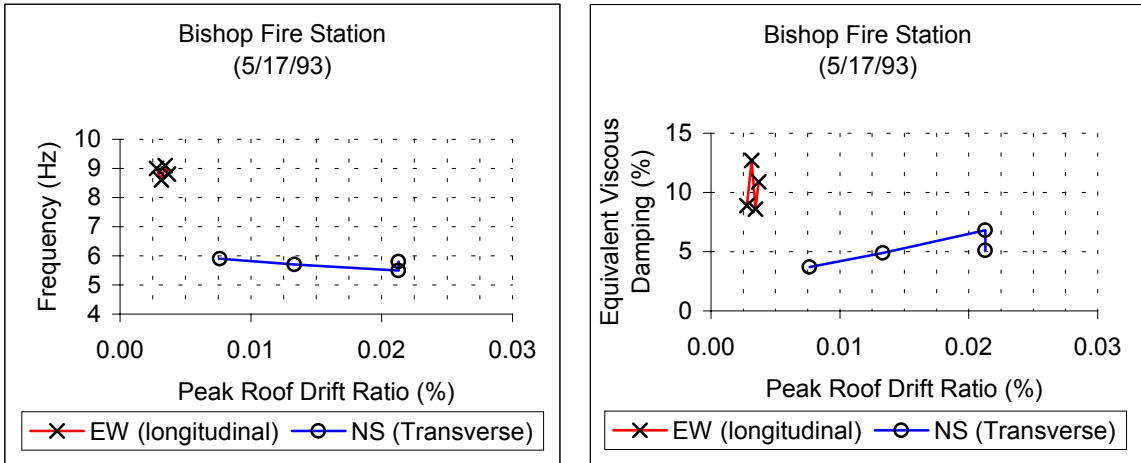 Bishop Fire Station
(5/17/93)
Frequency (Hz)
10
9
8
7
6
5
4
0.00 0.01 0.02 0.03
Peak Roof Drift Ratio (%)
EW (longitudinal) NS (Transverse)
Bishop Fire Station
(5/17/93)
Equivalent Viscous
Damping (%)
15
10
5
0
0.00 0.01 0.02 0.03
Peak Roof Drift Ratio (%)
EW (longitudinal) NS (Transverse)